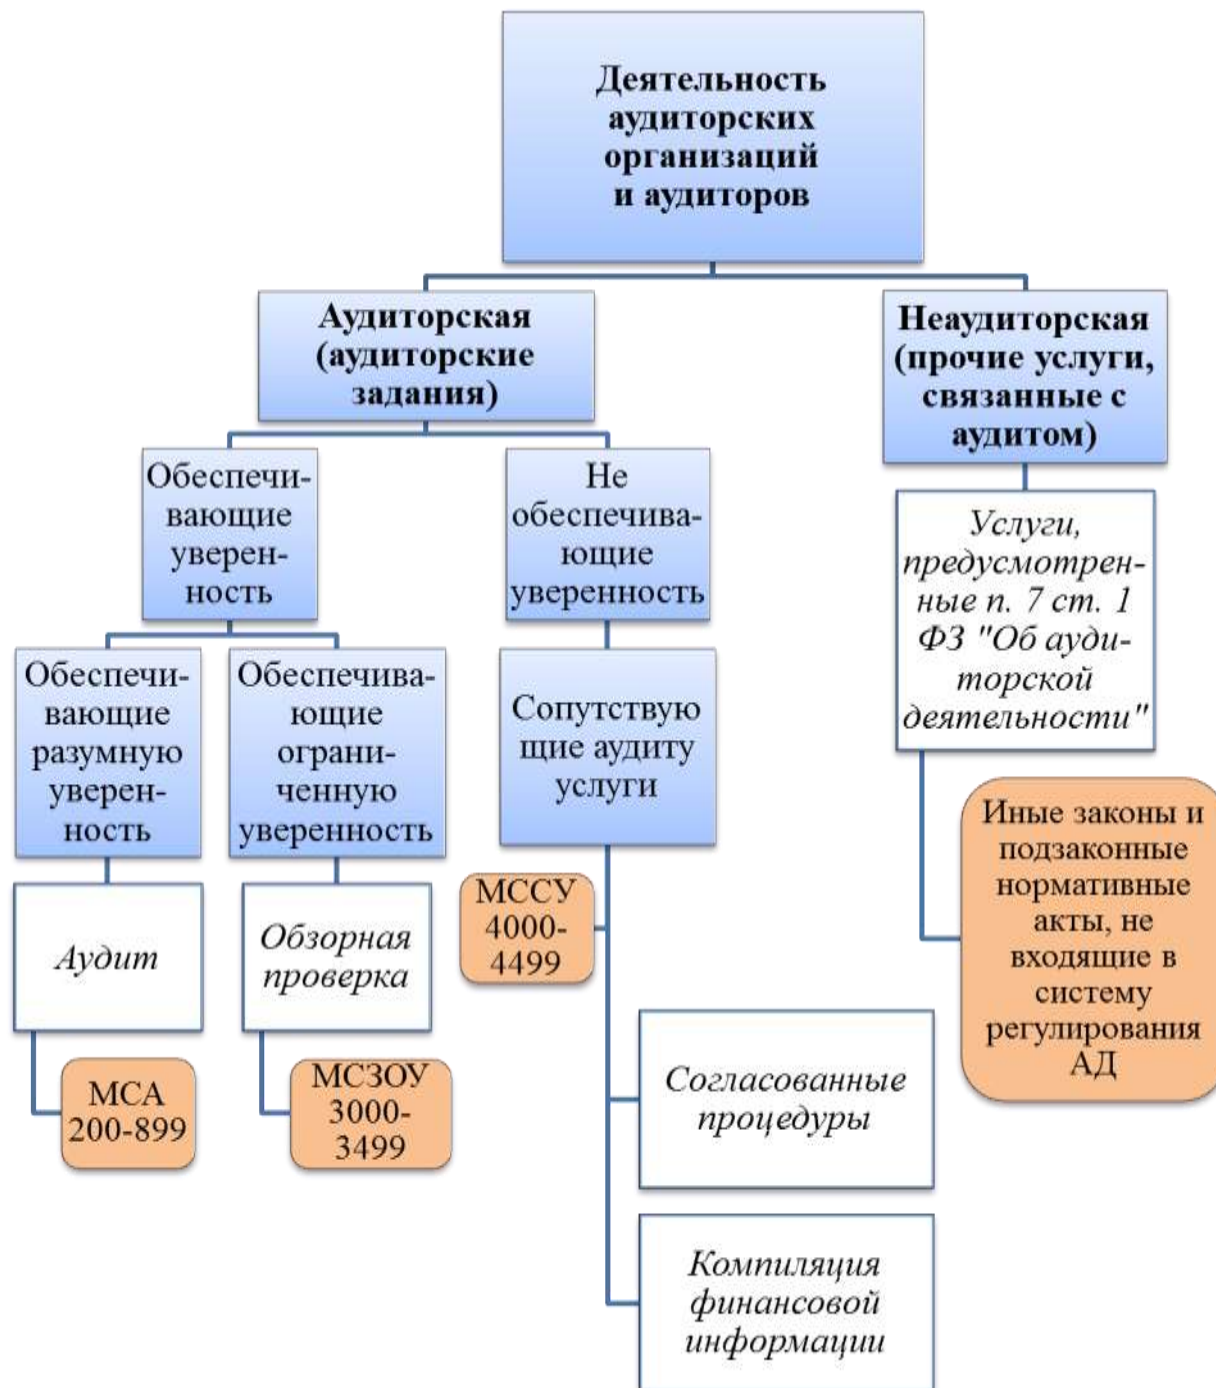 Деятельность
аудиторских
организаций
и аудиторов
Аудиторская
(аудиторские
задания)
Неаудиторская
(прочие услуги,
связанные с
аудитом)
Обеспечи-
вающие
уверен-
ность
Не
обеспечива-
ющие
уверенность
Услуги,
предусмотрен-
ные п. 7 ст. 1
ФЗ "Об ауди-
торской
деятельности"
Обеспечи-
вающие
разумную
уверен-
ность
Обеспечива-
ющие
ограни-
ченную
уверенность
Сопутствую
щие аудиту
услуги
Иные законы и
подзаконные
нормативные
акты, не
входящие в
систему
регулирования
АД
Аудит
Обзорная
проверка
МССУ
4000-
4499
МСА
200-899
МСЗОУ
3000-
3499
Согласованные
процедуры
Компиляция
финансовой
информации